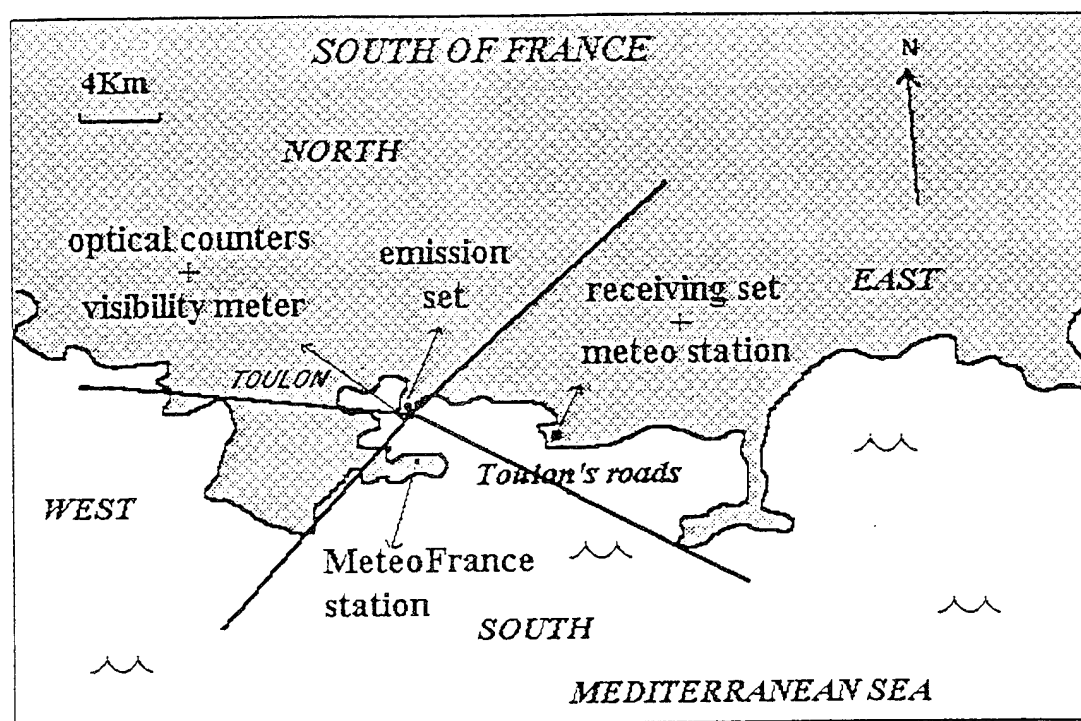 SOUTH OF FRANCE
N
4Km
NORTH
optical counters
+
visibility meter
emission
set
receiving set
+
meteo station
EAST
TOULON
Toulon's roads
WEST
MeteoFrance
station
SOUTH
MEDITERRANEAN SEA